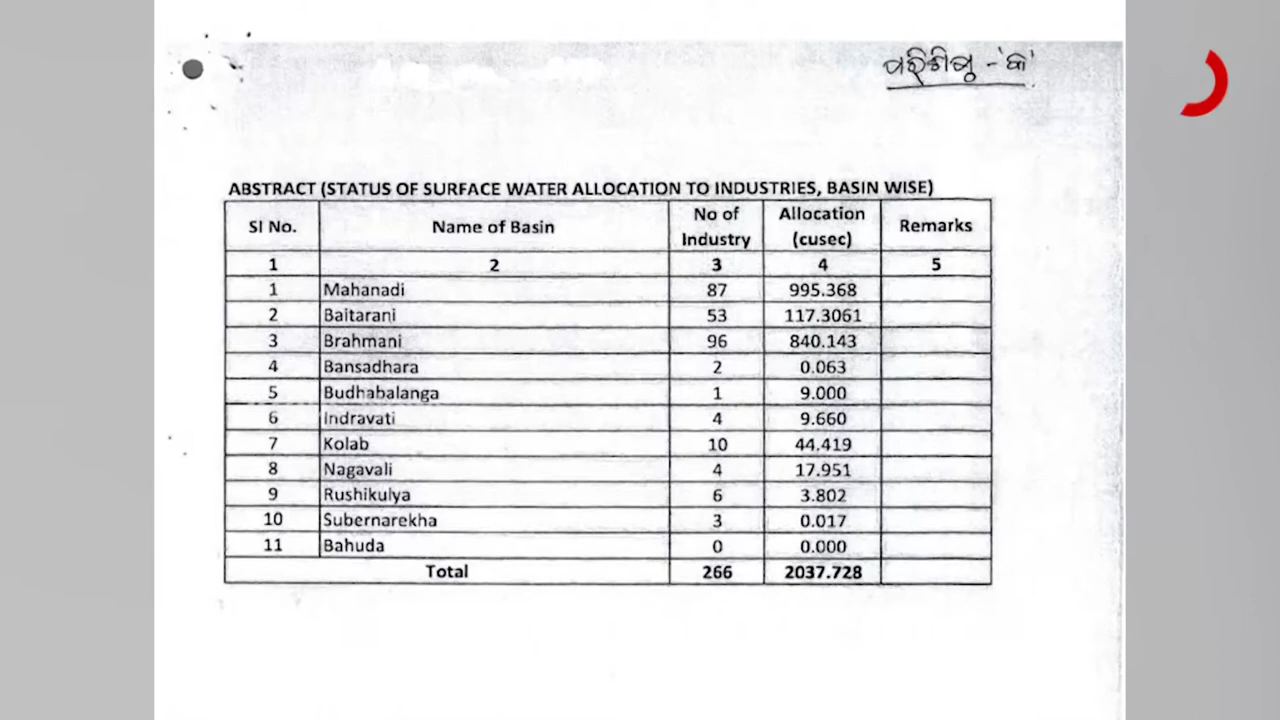 ପରିଶିଷ୍ଟ - 'କ'
ABSTRACT (STATUS OF SURFACE WATER ALLOCATION TO INDUSTRIES, BASIN WISE)
Sl No. Name of Basin No of Industry Allocation (cusec) Remarks
1 2 3 4 5
1 Mahanadi 87 995.368
2 Baitarani 53 117.3061
3 Brahmani 96 840.143
4 Bansadhara 2 0.063
5 Budhabalanga 1 9.000
6 Indravati 4 9.660
7 Kolab 10 44.419
8 Nagavali 4 17.951
9 Rushikulya 6 3.802
10 Subernarekha 3 0.017
11 Bahuda 0 0.000
Total 266 2037.728